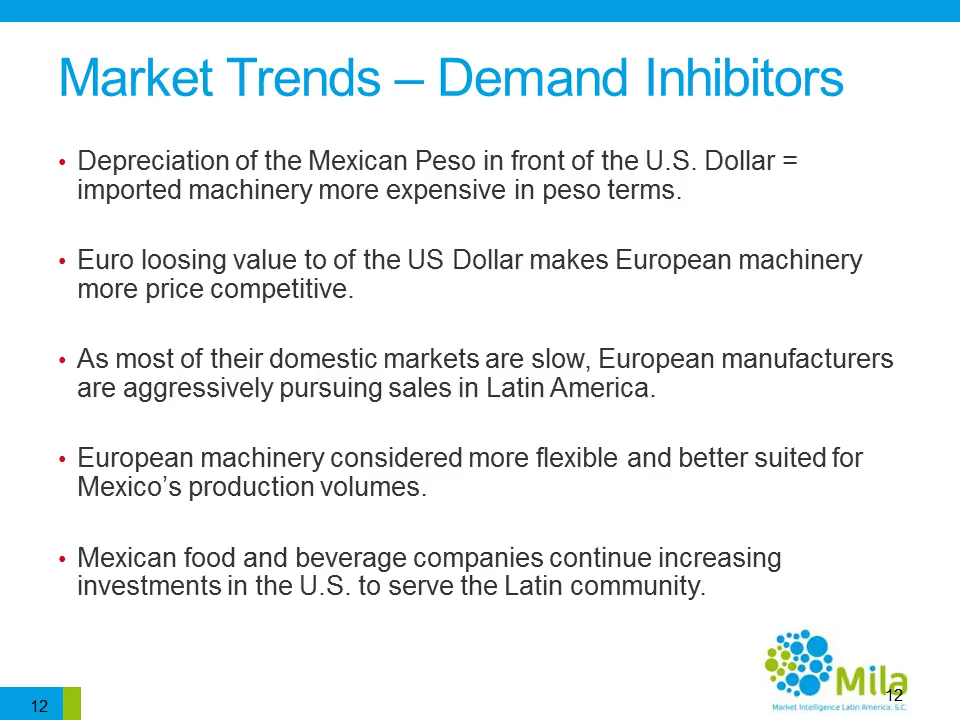 Market Trends – Demand Inhibitors
• Depreciation of the Mexican Peso in front of the U.S. Dollar =
imported machinery more expensive in peso terms.
• Euro loosing value to of the US Dollar makes European machinery
more price competitive.
• As most of their domestic markets are slow, European manufacturers
are aggressively pursuing sales in Latin America.
• European machinery considered more flexible and better suited for
Mexico’s production volumes.
• Mexican food and beverage companies continue increasing
investments in the U.S. to serve the Latin community.
Mila
12
Market Intelligence Latin America, S.C.
12